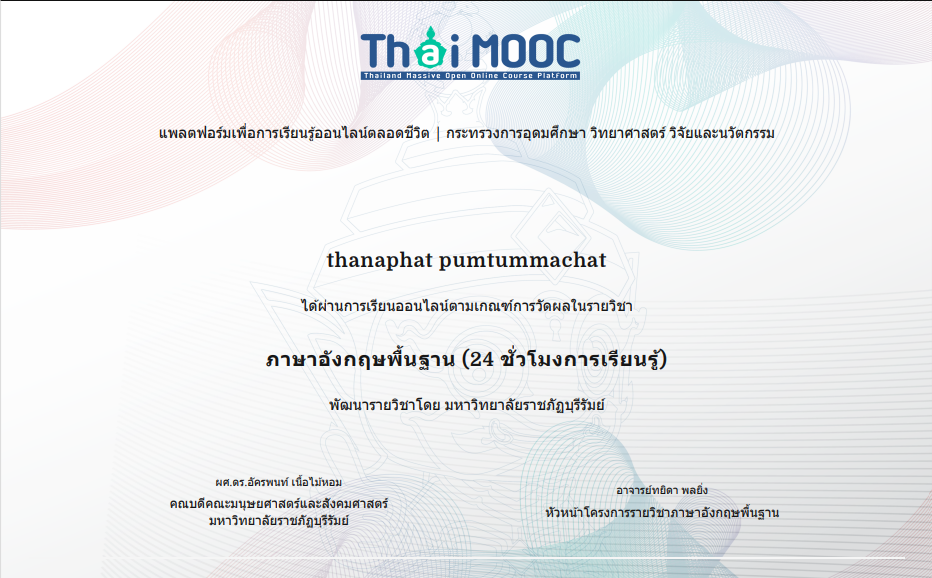 Thai MOOC
Thailand Massive Open Online Course Platform
แพลตฟอร์มเพื่อการเรียนรู้ออนไลน์ตลอดชีวิต | กระทรวงการอุดมศึกษา วิทยาศาสตร์ วิจัยและนวัตกรรม
thanaphat pumtummachat
ได้ผ่านการเรียนออนไลน์ตามเกณฑ์การวัดผลในรายวิชา
ภาษาอังกฤษพื้นฐาน (24 ชั่วโมงการเรียนรู้)
พัฒนารายวิชาโดย มหาวิทยาลัยราชภัฏบุรีรัมย์
ผศ.ดร.อัครพนท์ เนื้อไม้หอม
คณบดีคณะมนุษยศาสตร์และสังคมศาสตร์
มหาวิทยาลัยราชภัฏบุรีรัมย์
อาจารย์ทยิดา พลยิ่ง
หัวหน้าโครงการรายวิชาภาษาอังกฤษพื้นฐาน